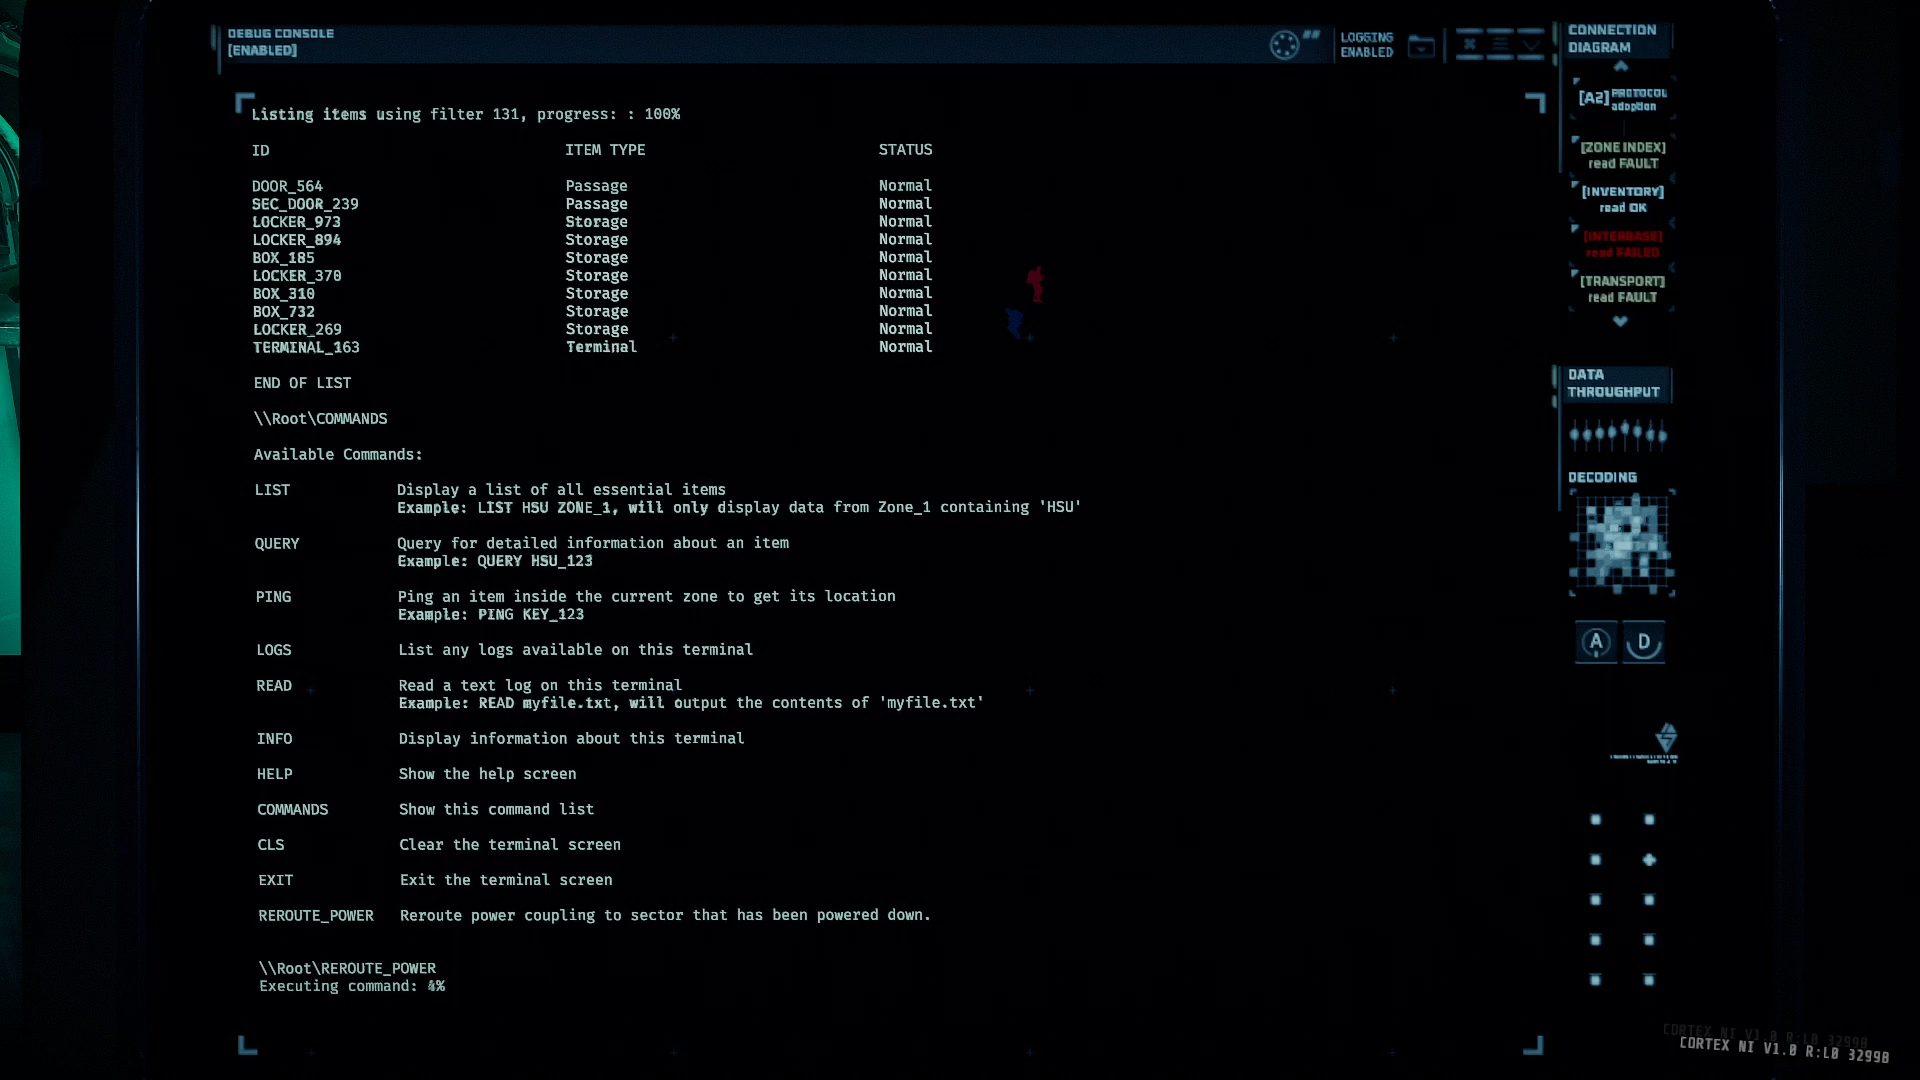 DEBUG CONSOLE
[ENABLED]
LOGGING
ENABLED
Listing items using filter 131, progress: : 100%
ID ITEM TYPE STATUS
DOOR_564 Passage Normal
SEC_DOOR_239 Passage Normal
LOCKER_973 Storage Normal
LOCKER_894 Storage Normal
BOX_185 Storage Normal
LOCKER_370 Storage Normal
BOX_310 Storage Normal
BOX_732 Storage Normal
LOCKER_269 Storage Normal
TERMINAL_163 Terminal Normal
END OF LIST
\\Root\COMMANDS
Available Commands:
LIST Display a list of all essential items
Example: LIST HSU ZONE_1, will only display data from Zone_1 containing 'HSU'
QUERY Query for detailed information about an item
Example: QUERY HSU_123
PING Ping an item inside the current zone to get its location
Example: PING KEY_123
LOGS List any logs available on this terminal
READ Read a text log on this terminal
Example: READ myfile.txt, will output the contents of 'myfile.txt'
INFO Display information about this terminal
HELP Show the help screen
COMMANDS Show this command list
CLS Clear the terminal screen
EXIT Exit the terminal screen
REROUTE_POWER Reroute power coupling to sector that has been powered down.
\\Root\REROUTE_POWER
Executing command: %
CONNECTION
DIAGRAM
[A2] PROTOCOL
adoption
[ZONE INDEX]
read FAULT
[INVENTORY]
read OK
[INTERBASE]
read FAILED
[TRANSPORT]
read FAULT
DATA
THROUGHPUT
DECODING
A D
CORTEX NI V1.0 R:L0 32998
CORTEX NI V1.0 R:L0 32998